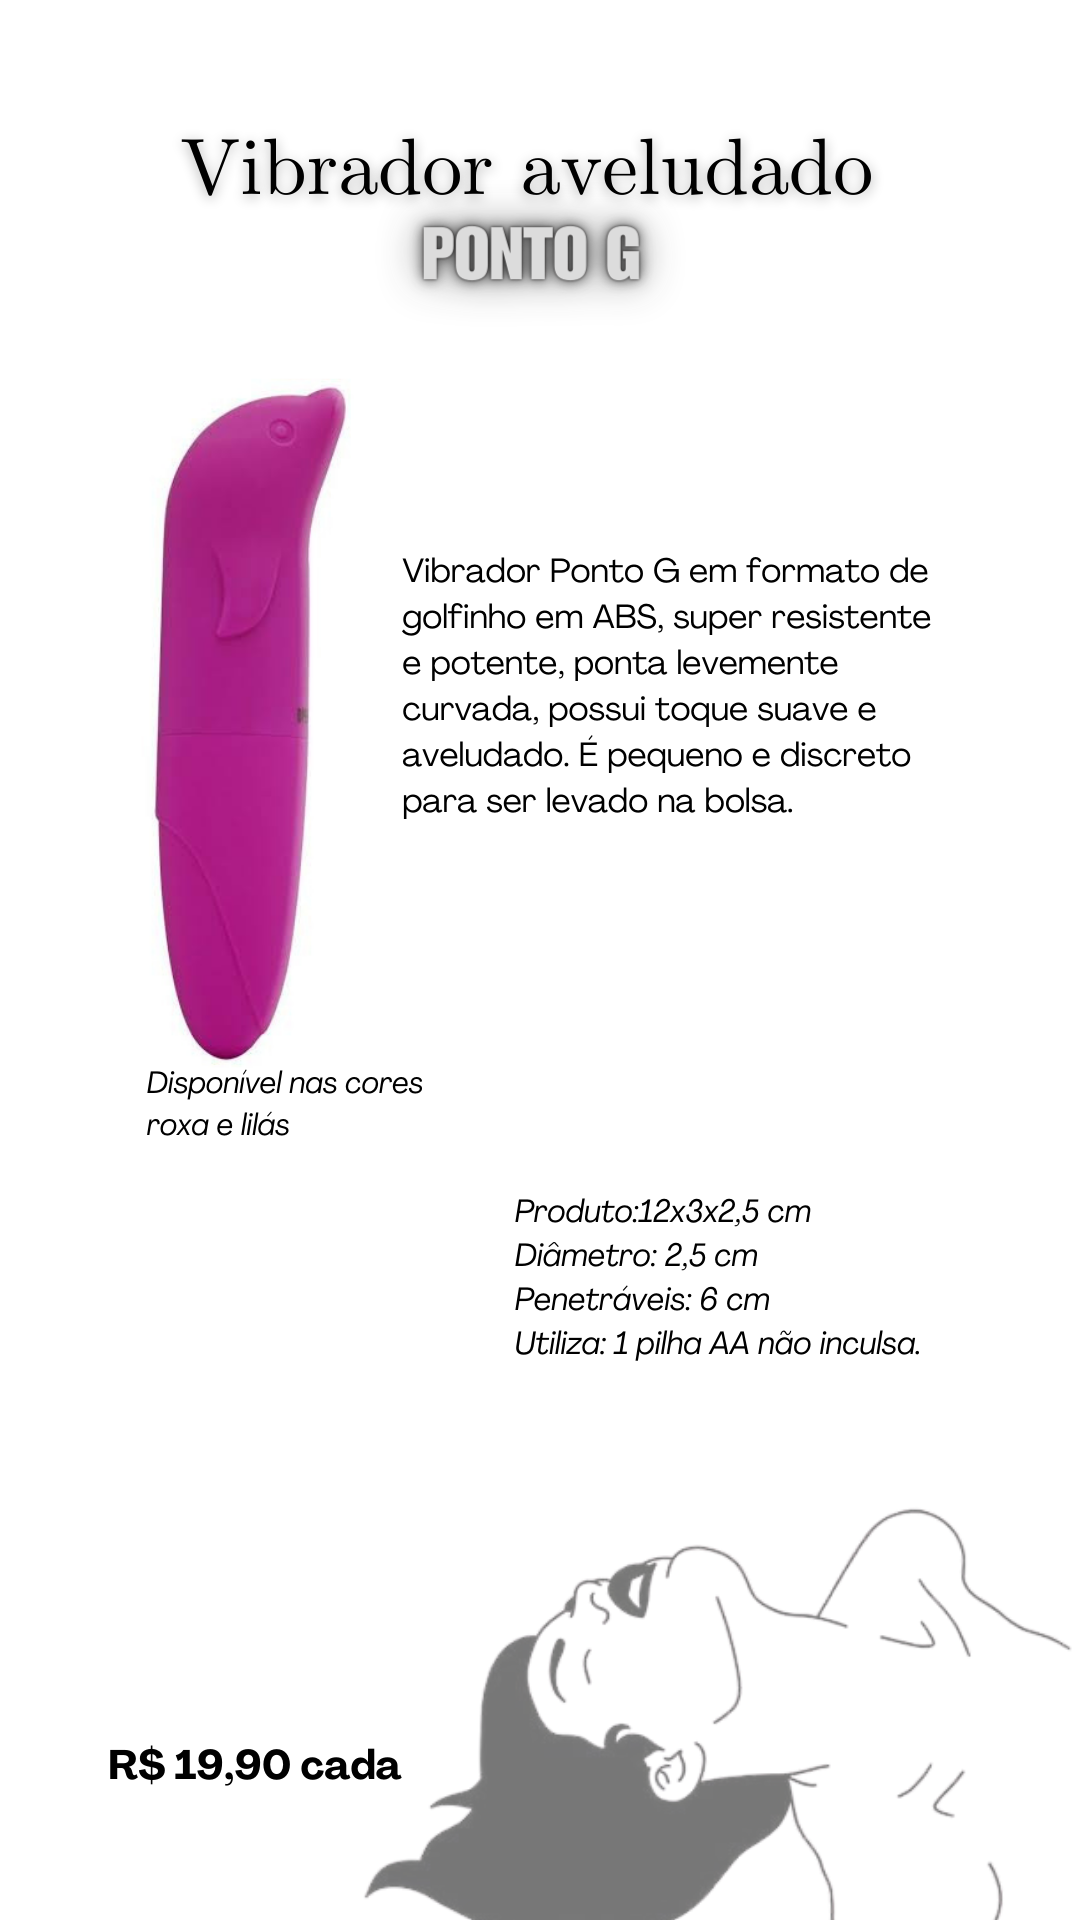 Vibrador aveludado
PONTO G
Vibrador Ponto G em formato de
golfinho em ABS, super resistente
e potente, ponta levemente
curvada, possui toque suave e
aveludado. É pequeno e discreto
para ser levado na bolsa.
Disponível nas cores
roxa e lilás
Produto:12x3x2,5 cm
Diâmetro: 2,5 cm
Penetráveis: 6 cm
Utiliza: 1 pilha AA não inculsa.
R$ 19,90 cada